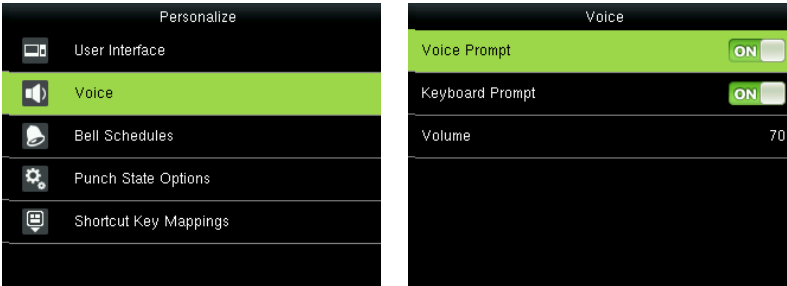 Personalize
User Interface
Voice
Bell Schedules
Punch State Options
Shortcut Key Mappings
Voice
Voice Prompt ON
Keyboard Prompt ON
Volume 70